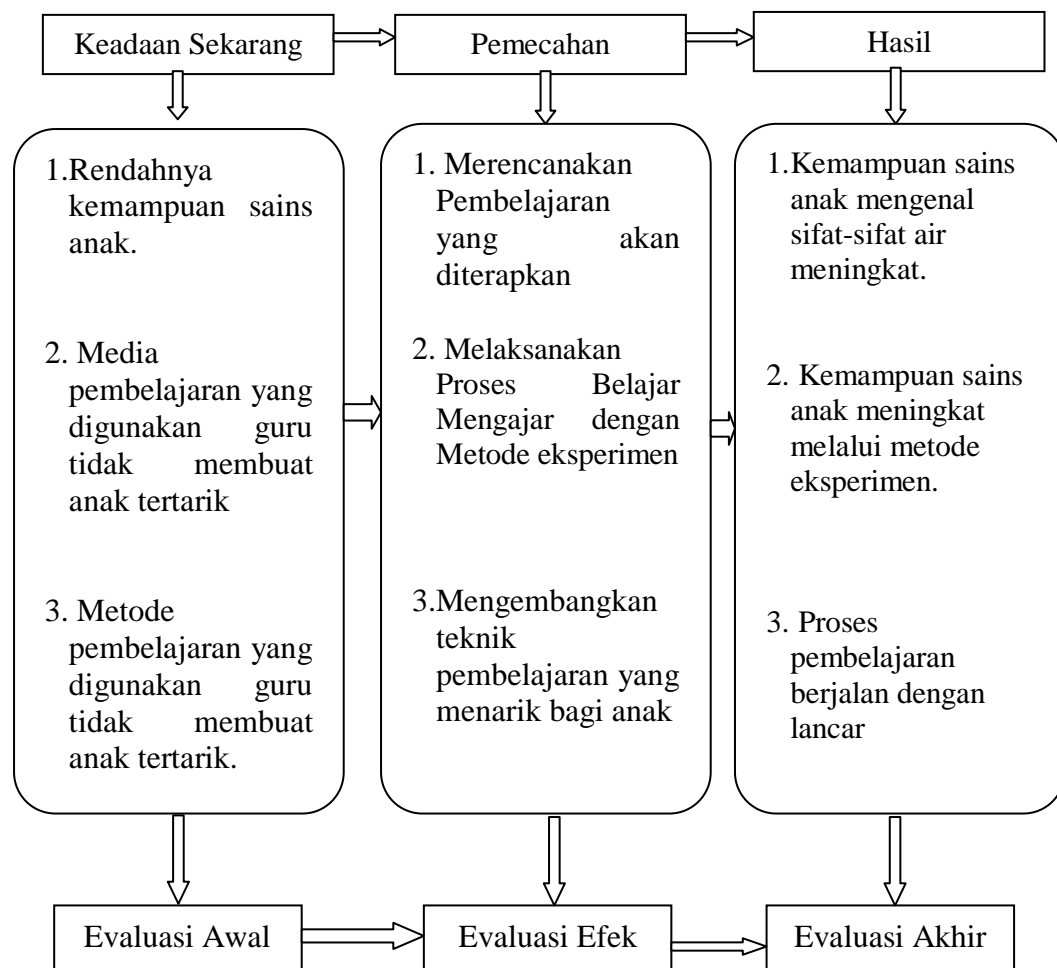 Keadaan Sekarang
Pemecahan
Hasil
1.Rendahnya
kemampuan sains
anak.
2. Media
pembelajaran yang
digunakan guru
tidak membuat
anak tertarik
3. Metode
pembelajaran yang
digunakan guru
tidak membuat
anak tertarik.
1. Merencanakan
Pembelajaran
yang akan
diterapkan
2. Melaksanakan
Proses Belajar
Mengajar dengan
Metode eksperimen
3.Mengembangkan
teknik
pembelajaran yang
menarik bagi anak
1.Kemampuan sains
anak mengenal
sifat-sifat air
meningkat.
2. Kemampuan sains
anak meningkat
melalui metode
eksperimen.
3. Proses
pembelajaran
berjalan dengan
lancar
Evaluasi Awal
Evaluasi Efek
Evaluasi Akhir